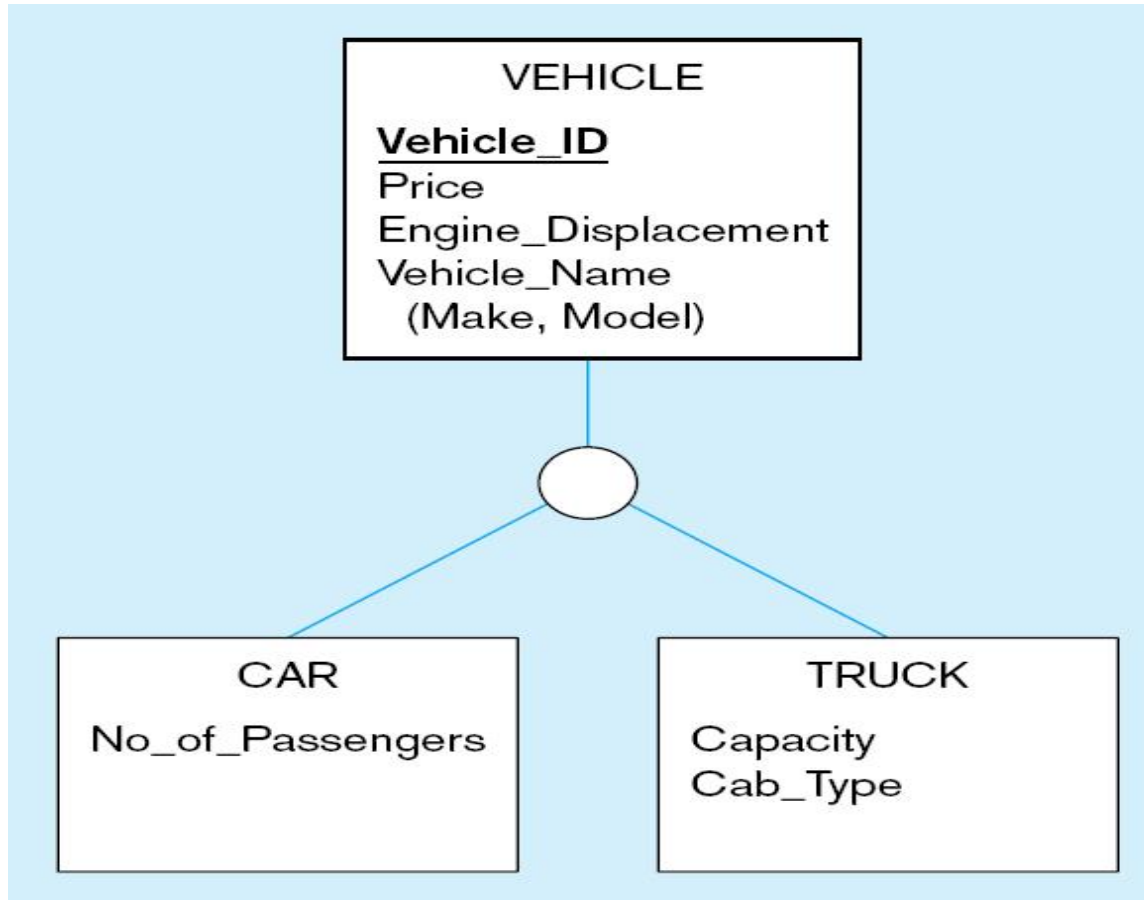 VEHICLE
Vehicle_ID
Price
Engine_Displacement
Vehicle_Name
(Make, Model)
CAR
No_of_Passengers
TRUCK
Capacity
Cab_Type